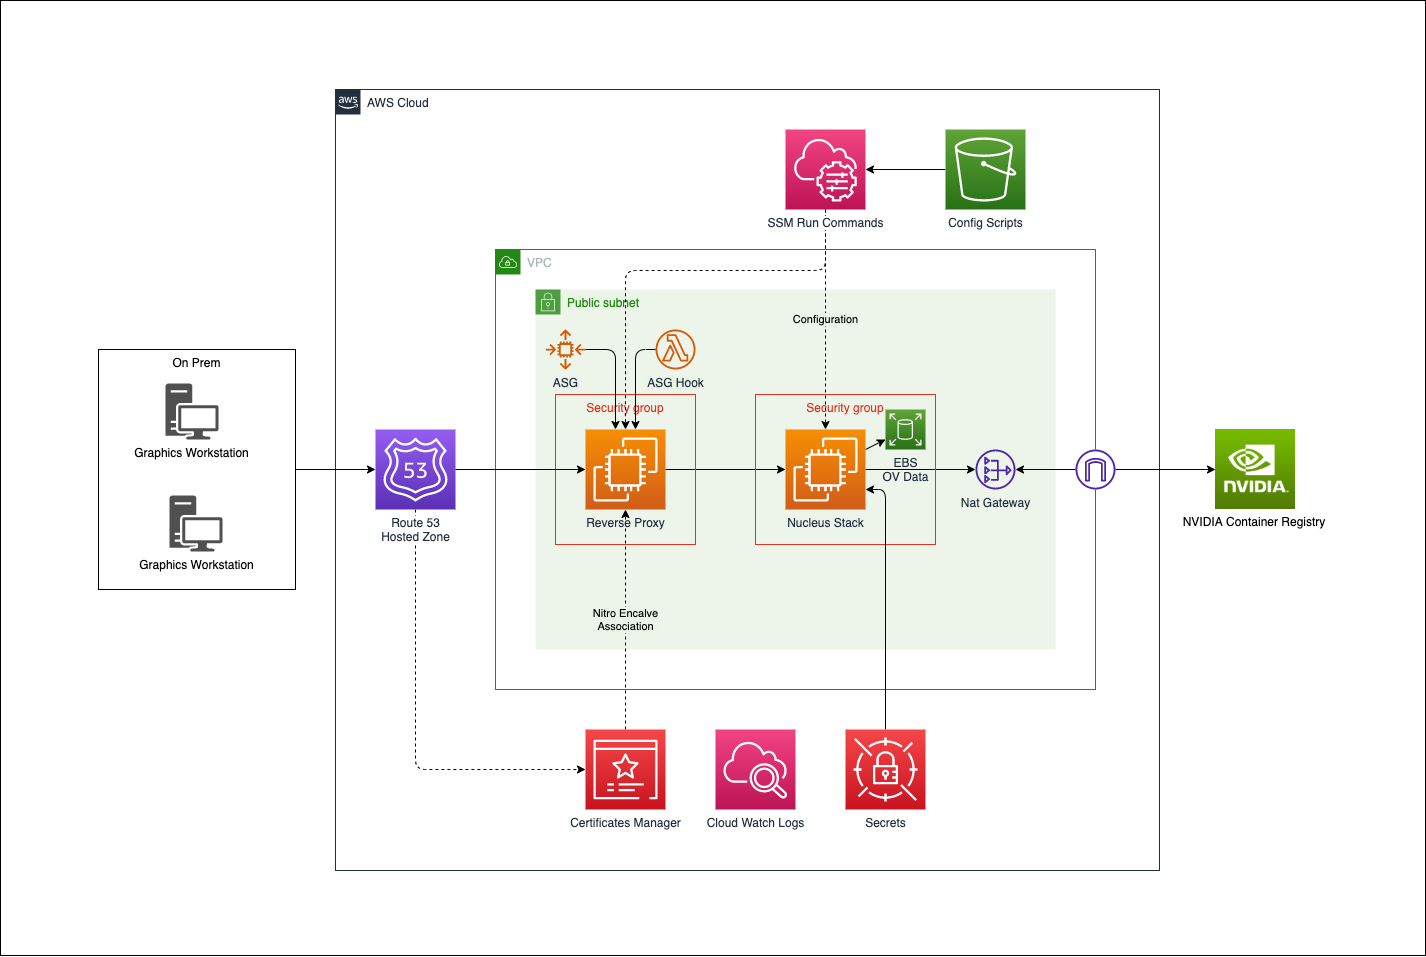 aws
AWS Cloud
SSM Run Commands
Config Scripts
VPC
Public subnet
Configuration
On Prem
ASG
ASG Hook
Security group
Security group
Graphics Workstation
53
EBS
OV Data
NVIDIA.
Nat Gateway
Route 53
Hosted Zone
Reverse Proxy
Nucleus Stack
NVIDIA Container Registry
Graphics Workstation
Nitro Encalve
Association
Certificates Manager
Cloud Watch Logs
Secrets